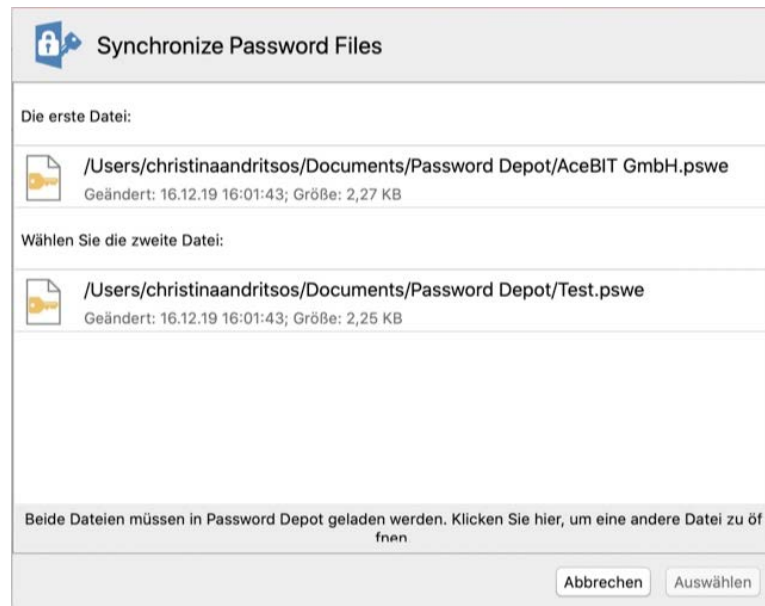 Synchronize Password Files
Die erste Datei:
/Users/christinaandritsos/Documents/Password Depot/AceBIT GmbH.pswe
Geändert: 16.12.19 16:01:43; Größe: 2,27 KB
Wählen Sie die zweite Datei:
/Users/christinaandritsos/Documents/Password Depot/Test.pswe
Geändert: 16.12.19 16:01:43; Größe: 2,25 KB
Beide Dateien müssen in Password Depot geladen werden. Klicken Sie hier, um eine andere Datei zu öf
fnen
Abbrechen Auswählen